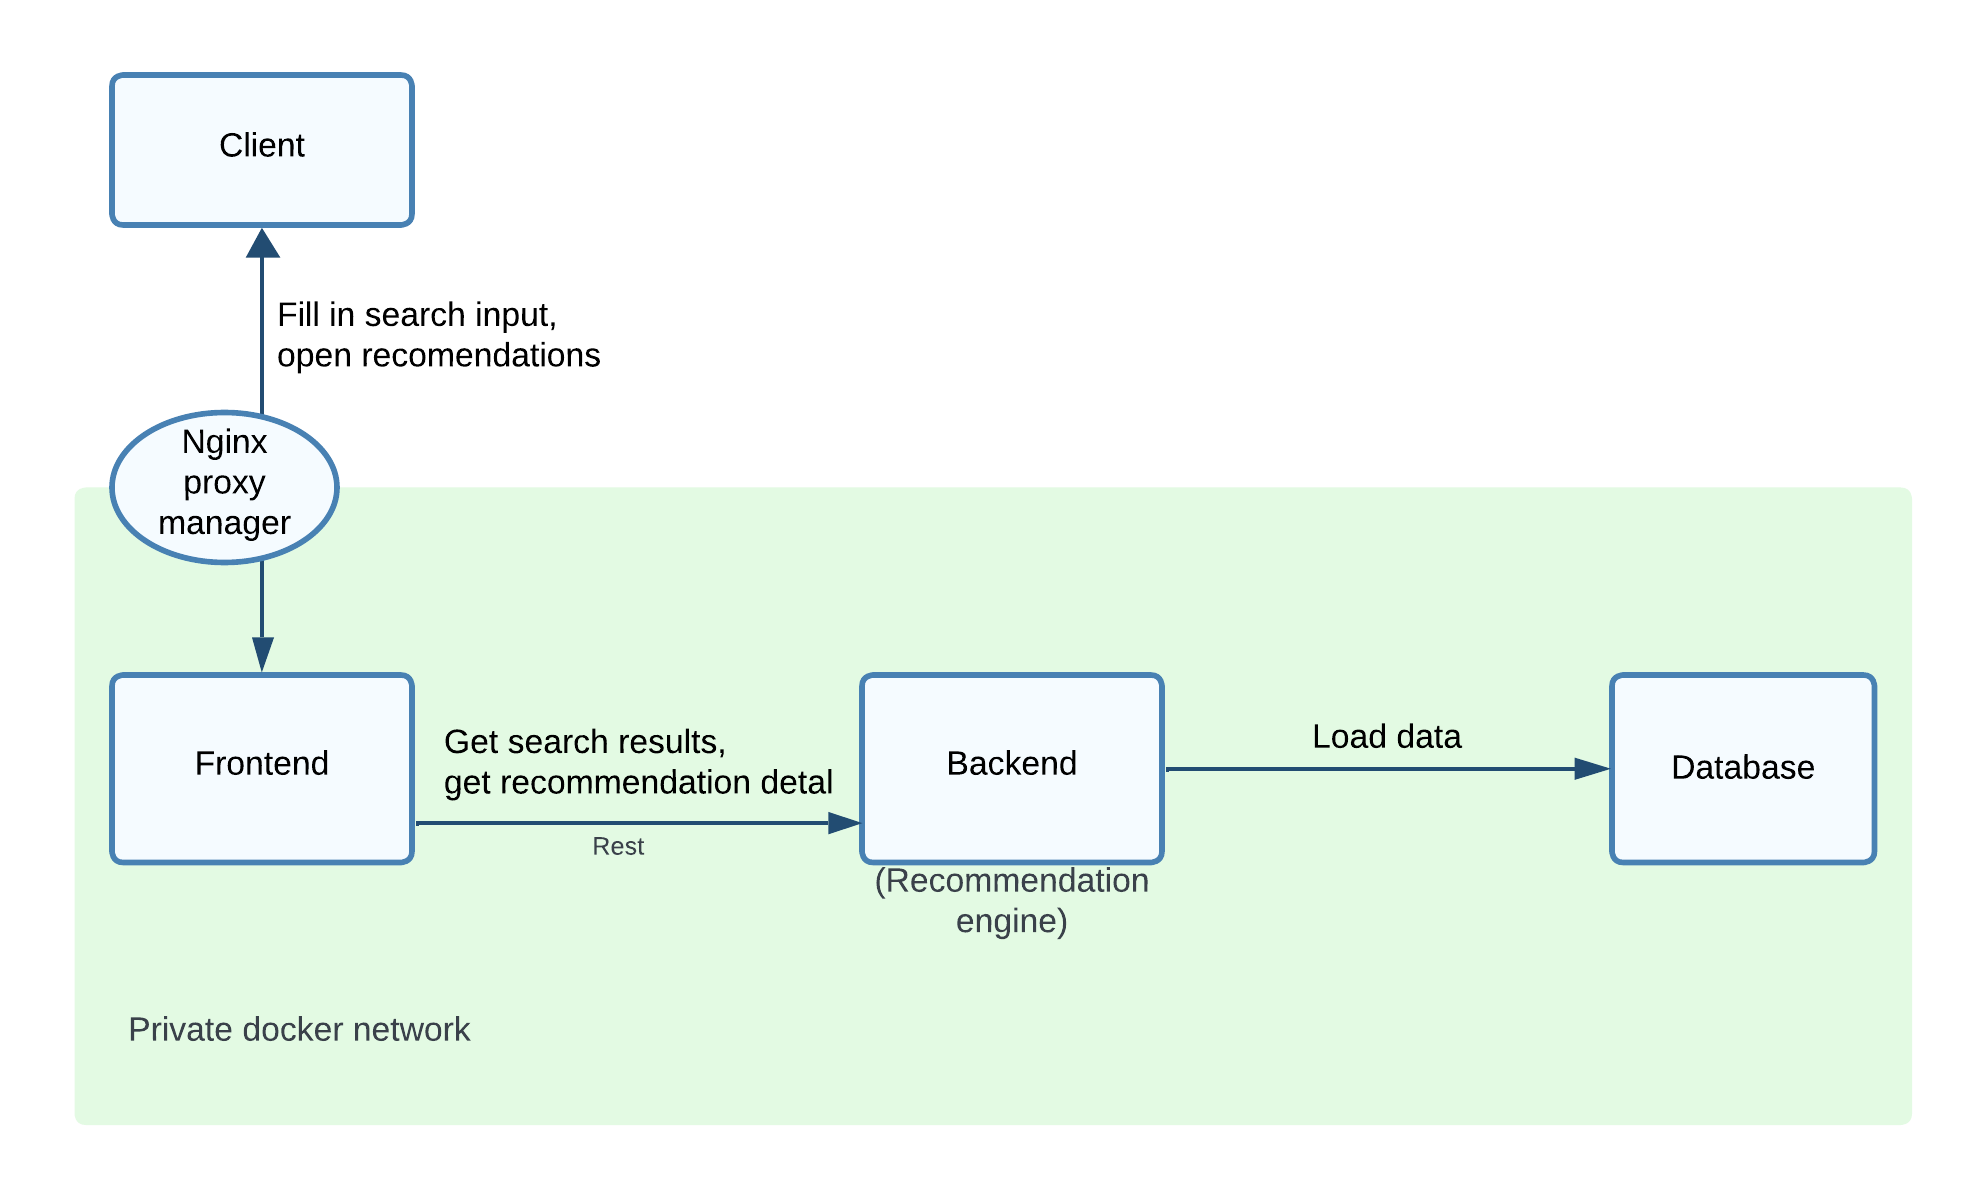 Client
Fill in search input,
open recomendations
Nginx
proxy
manager
Frontend
Get search results,
get recommendation detal
Rest
Backend
(Recommendation
engine)
Load data
Database
Private docker network